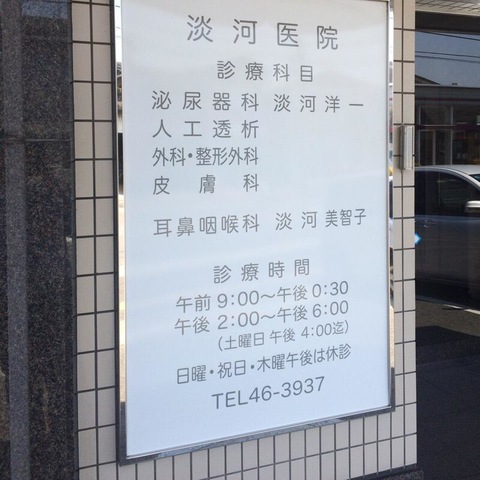 淡河医院
診療科目
泌尿器科 淡河洋一
人工透析
外科・整形外科
皮膚科
耳鼻咽喉科 淡河美智子
診療時間
午前 9:00〜午後 0:30
午後 2:00〜午後 6:00
(土曜日 午後 4:00迄)
日曜・祝日・木曜午後は休診
TEL46-3937